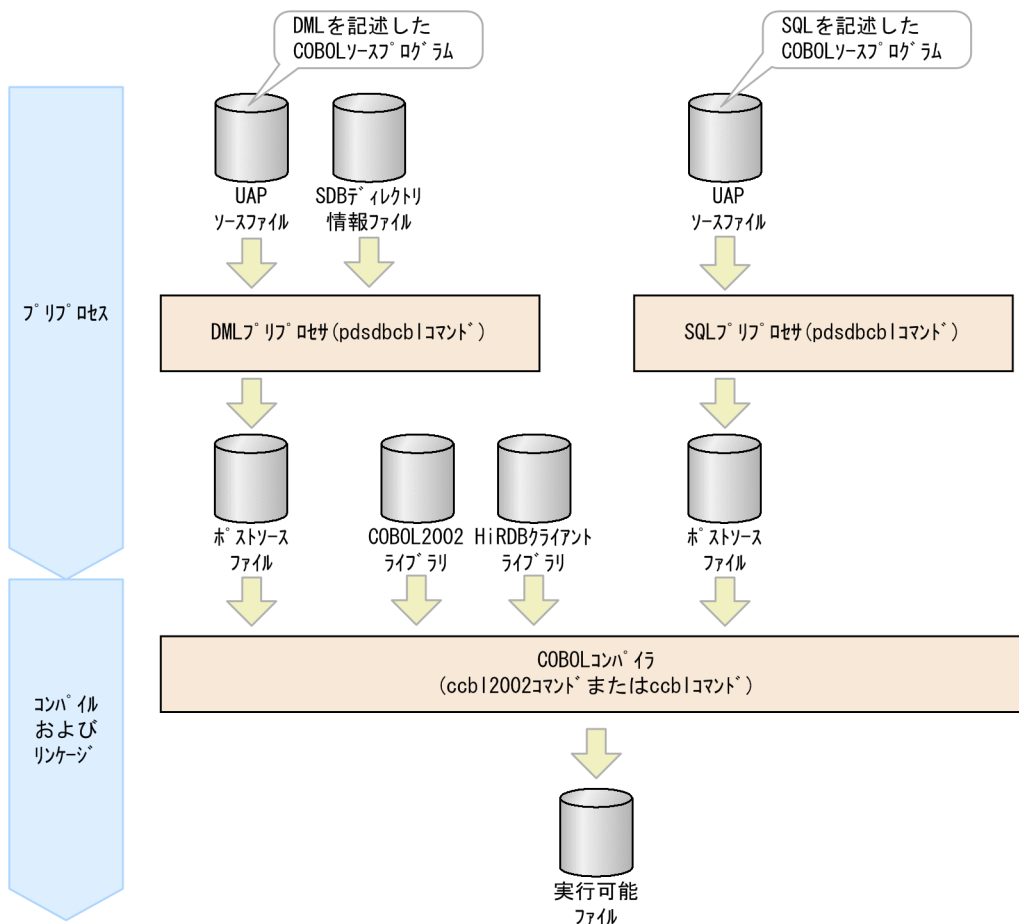 DMLを記述した
COBOLソースプログラム
SQLを記述した
COBOLソースプログラム
UAP
ソースファイル
SDBディレクトリ
情報ファイル
UAP
ソースファイル
プリプロセス
DMLプリプロセサ(pdsdbcblコマンド)
SQLプリプロセサ(pdsdbcblコマンド)
ポストソース
ファイル
COBOL2002
ライブラリ
HiRDBクライアント
ライブラリ
ポストソース
ファイル
COBOLコンパイラ
(ccbl2002コマンドまたはccblコマンド)
コンパイル
および
リンケージ
実行可能
ファイル